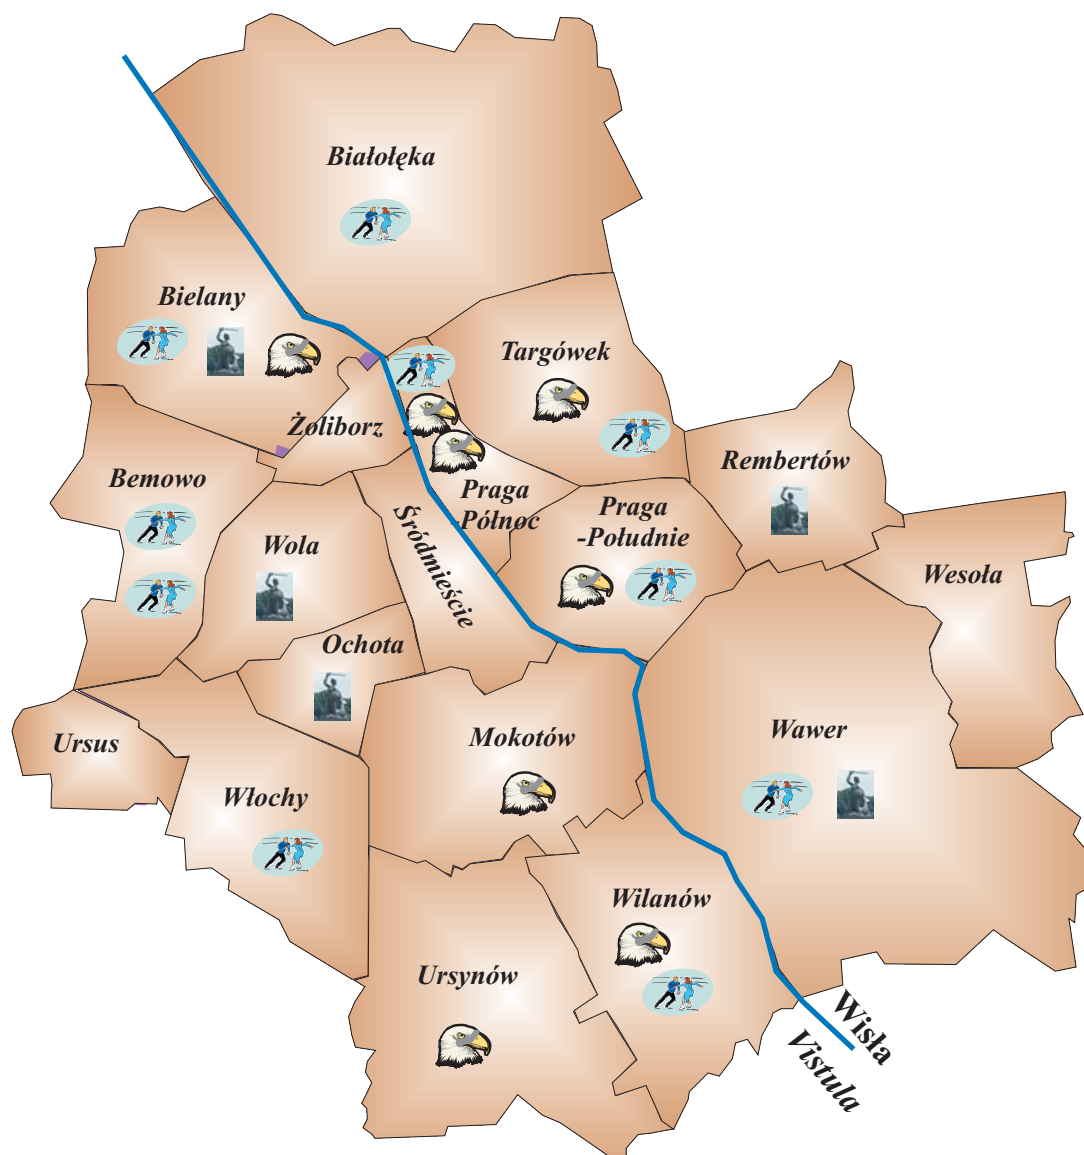 Białołęka
Bielany
Targówek
Żoliborz
Rembertów
Bemowo
Praga
-Północ
Praga
-Południe
Śródmieście
Wola
Wesoła
Ochota
Ursus
Mokotów
Wawer
Włochy
Wilanów
Ursynów
Wisła
Vistula